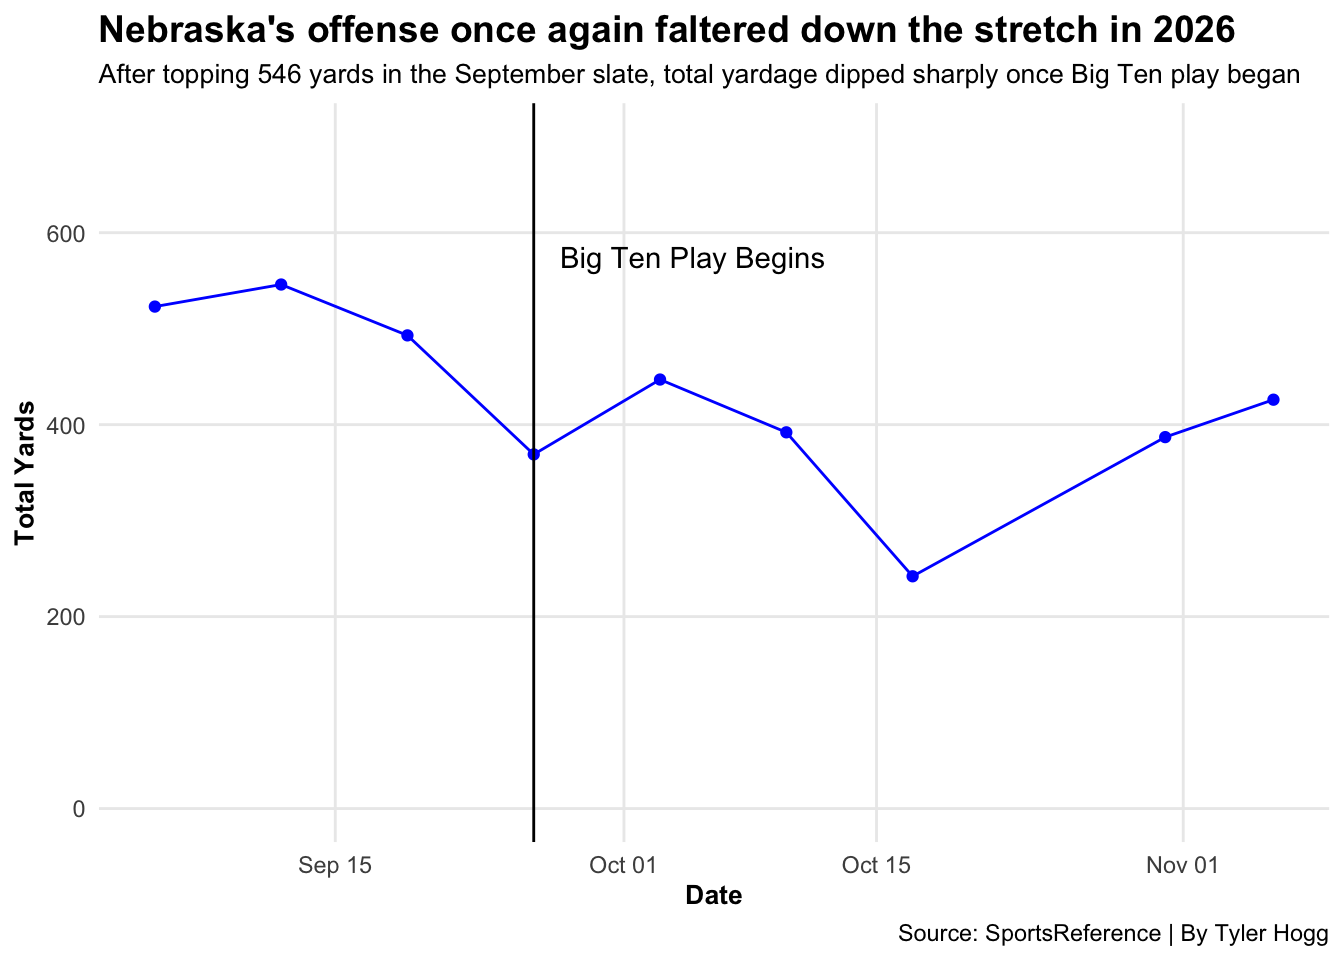 Nebraska's offense once again faltered down the stretch in 2026
After topping 546 yards in the September slate, total yardage dipped sharply once Big Ten play began
600
Big Ten Play Begins
400
Total Yards
200
0
Sep 15
Oct 01
Oct 15
Nov 01
Date
Source: SportsReference | By Tyler Hogg